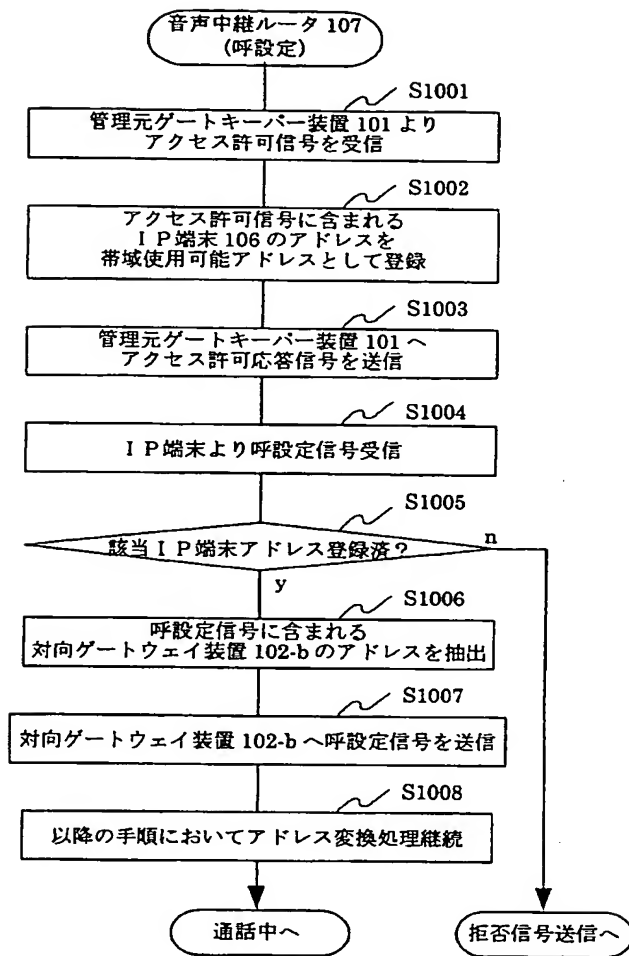 音声中継ルータ 107
(呼設定)
S1001
管理元ゲートキーパー装置 101 より
アクセス許可信号を受信
S1002
アクセス許可信号に含まれる
IP端末 106 のアドレスを
帯域使用可能アドレスとして登録
S1003
管理元ゲートキーパー装置 101 へ
アクセス許可応答信号を送信
S1004
IP端末より呼設定信号受信
S1005
該当IP端末アドレス登録済?
n
y
S1006
呼設定信号に含まれる
対向ゲートウェイ装置 102-b のアドレスを抽出
S1007
対向ゲートウェイ装置 102-b へ呼設定信号を送信
S1008
以降の手順においてアドレス変換処理継続
通話中へ
拒否信号送信へ